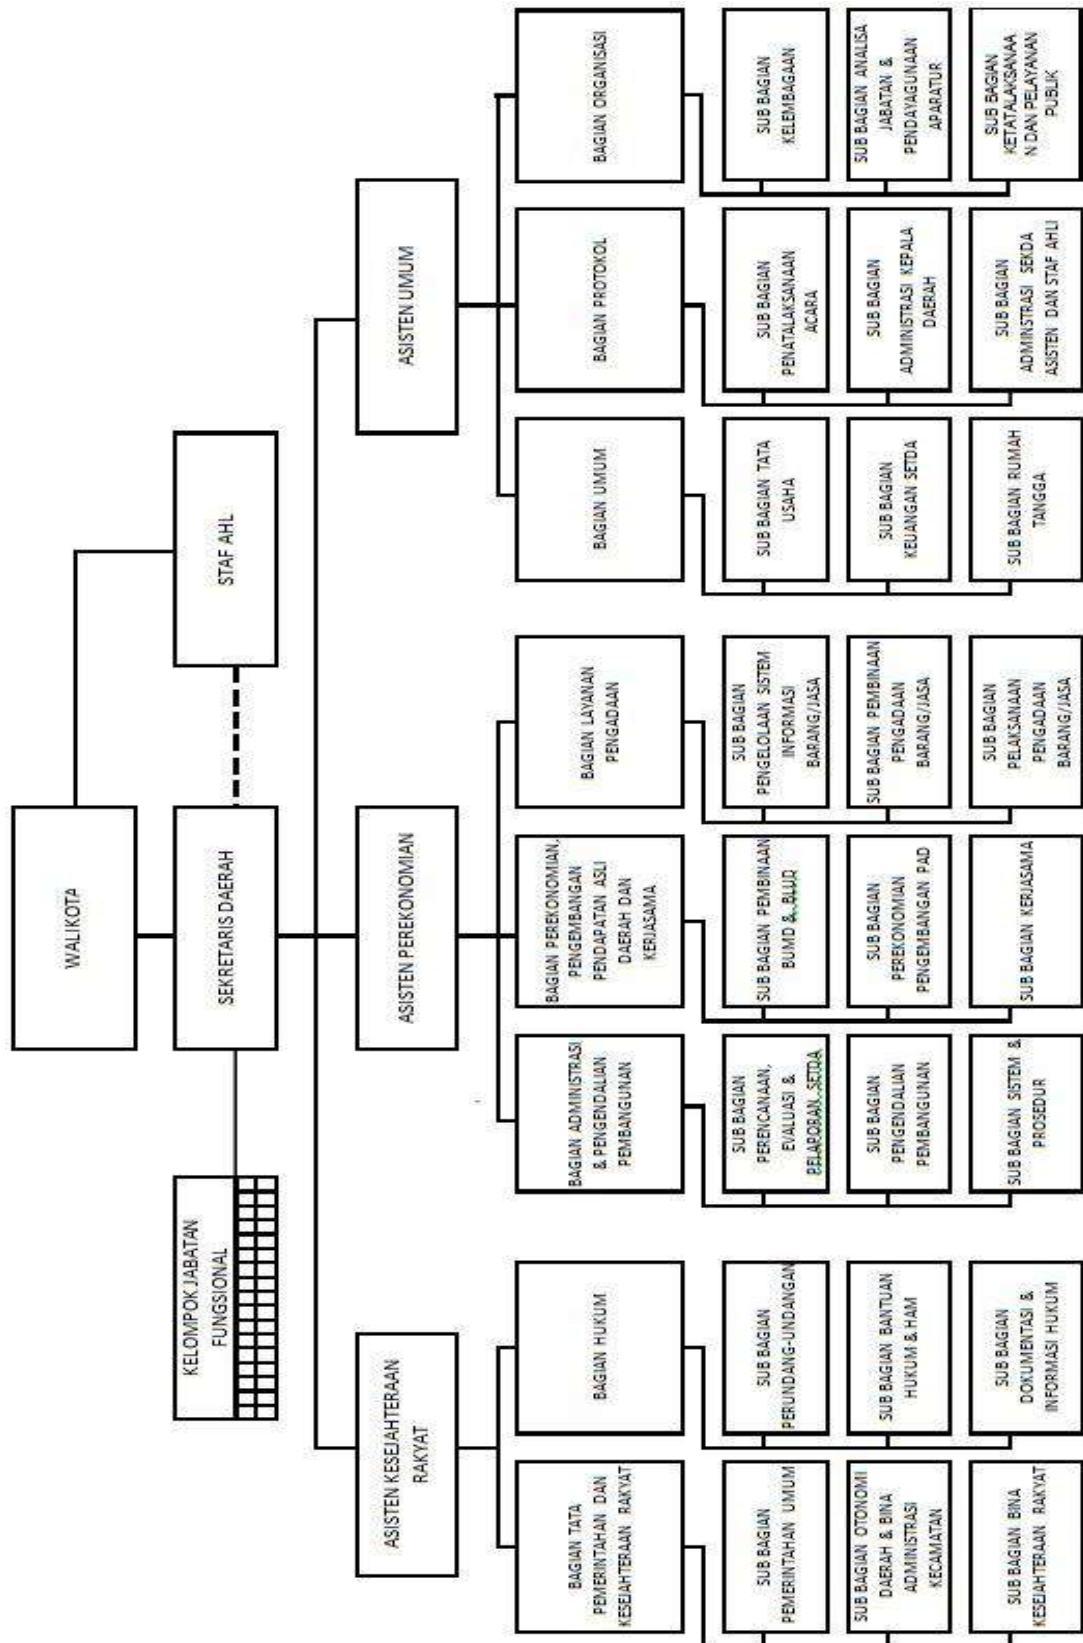 WALIKOTA
SEKRETARIS DAERAH
STAF AHL
KELOMPOK JABATAN
FUNGSIONAL
ASISTEN KESEJAHTERAAN
RAKYAT
ASISTEN PEREKONOMIAN
ASISTEN UMUM
BAGIAN TATA
PEMERINTAHAN DAN
KESEJAHTERAAN RAKYAT
BAGIAN HUKUM
BAGIAN ADMINISTRASI
& PENGENDALIAN
PEMBANGUNAN
BAGIAN PEREKONOMIAN,
PENGEMBANGAN
PENDAPATAN ASLI
DAERAH DAN
KERJASAMA
BAGIAN LAYANAN
PENGADAAN
BAGIAN UMUM
BAGIAN PROTOKOL
BAGIAN ORGANISASI
SUB BAGIAN
PEMERINTAHAN UMUM
SUB BAGIAN
PERUNDANG-UNDANGAN
SUB BAGIAN
PERENCANAAN,
EVALUASI &
PELAPORAN SETDA
SUB BAGIAN PEMBINAAN
BUMD & BLUD
SUB BAGIAN
PENGELOLAAN SISTEM
INFORMASI
BARANG/JASA
SUB BAGIAN TATA
USAHA
SUB BAGIAN
PENATALAKSANAAN
ACARA
SUB BAGIAN
KELEMBAGAAN
SUB BAGIAN OTONOMI
DAERAH & BINA
ADMINISTRASI
KECAMATAN
SUB BAGIAN BANTUAN
HUKUM & HAM
SUB BAGIAN
PENGENDALIAN
PEMBANGUNAN
SUB BAGIAN
PEREKONOMIAN
PENGEMBANGAN PAD
SUB BAGIAN PEMBINAAN
PENGADAAN
BARANG/JASA
SUB BAGIAN
KEUANGAN SETDA
SUB BAGIAN
ADMINISTRASI KEPALA
DAERAH
SUB BAGIAN ANALISA
JABATAN &
PENDAYAGUNAAN
APARATUR
SUB BAGIAN BINA
KESEJAHTERAAN RAKYAT
SUB BAGIAN
DOKUMENTASI &
INFORMASI HUKUM
SUB BAGIAN SISTEM &
PROSEDUR
SUB BAGIAN KERJASAMA
SUB BAGIAN
PELAKSANAAN
PENGADAAN
BARANG/JASA
SUB BAGIAN RUMAH
TANGGA
SUB BAGIAN
ADMINSTRASI SEKDA
ASISTEN DAN STAF AHLI
SUB BAGIAN
KETATALAKSANAA
N DAN PELAYANAN
PUBLIK